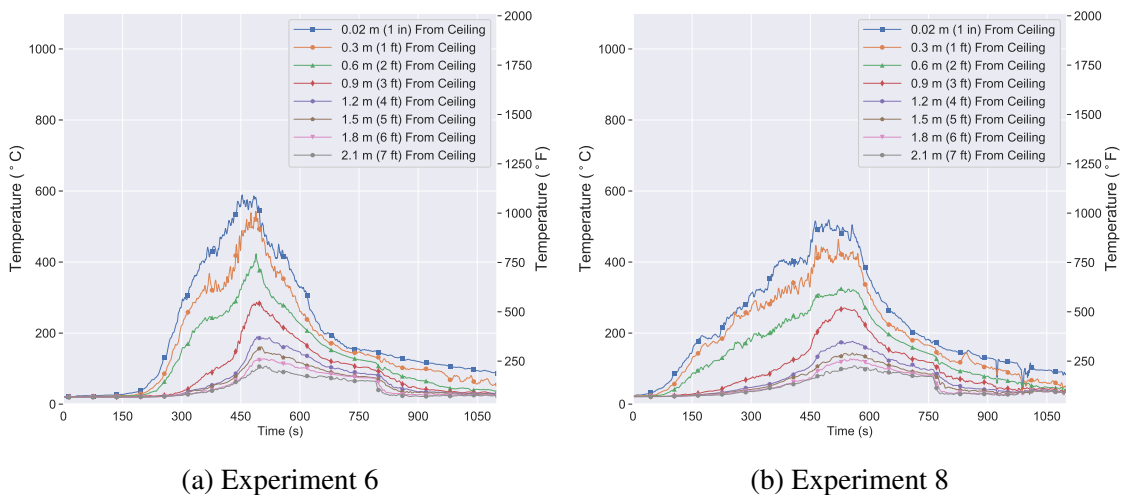 1000
800
600
400
200
0
Temperature (° C)
0 150 300 450 600 750 900 1050
Time (s)
2000
1750
1500
1250
1000
750
500
250
Temperature (° F)
0.02 m (1 in) From Ceiling
0.3 m (1 ft) From Ceiling
0.6 m (2 ft) From Ceiling
0.9 m (3 ft) From Ceiling
1.2 m (4 ft) From Ceiling
1.5 m (5 ft) From Ceiling
1.8 m (6 ft) From Ceiling
2.1 m (7 ft) From Ceiling
(a) Experiment 6
1000
800
600
400
200
0
Temperature (° C)
0 150 300 450 600 750 900 1050
Time (s)
2000
1750
1500
1250
1000
750
500
250
Temperature (° F)
0.02 m (1 in) From Ceiling
0.3 m (1 ft) From Ceiling
0.6 m (2 ft) From Ceiling
0.9 m (3 ft) From Ceiling
1.2 m (4 ft) From Ceiling
1.5 m (5 ft) From Ceiling
1.8 m (6 ft) From Ceiling
2.1 m (7 ft) From Ceiling
(b) Experiment 8